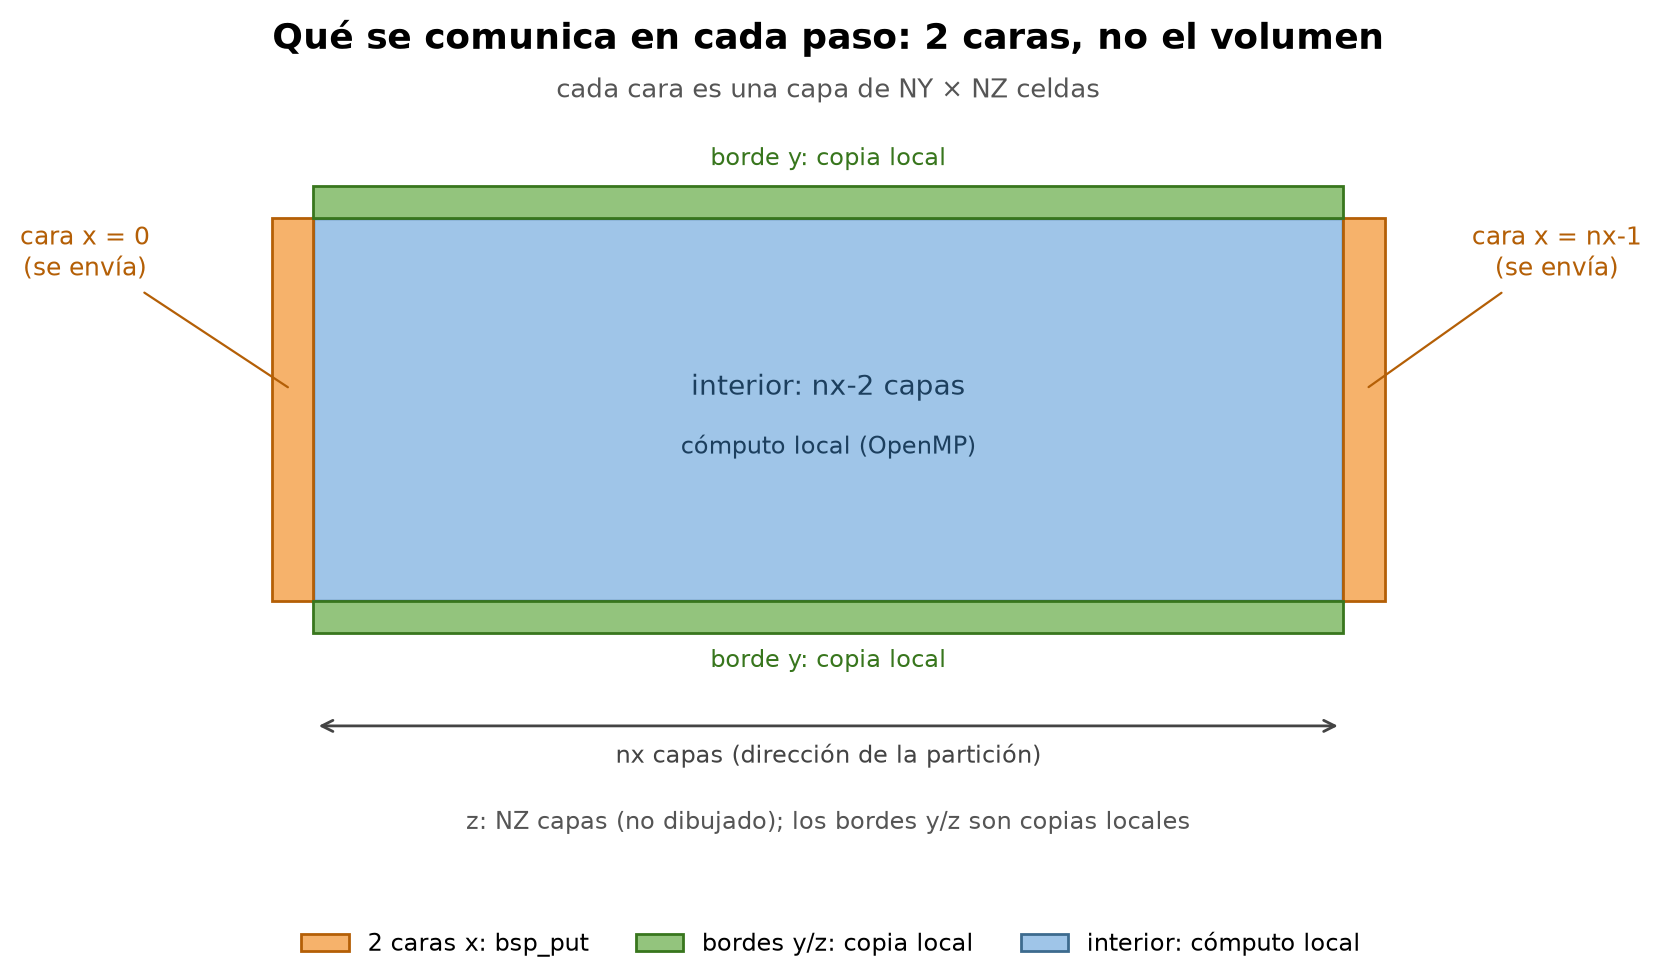 Qué se comunica en cada paso: 2 caras, no el volumen
cada cara es una capa de NY × NZ celdas
borde y: copia local
cara x = 0
(se envía)
cara x = nx-1
(se envía)
interior: nx-2 capas
cómputo local (OpenMP)
borde y: copia local
nx capas (dirección de la partición)
z: NZ capas (no dibujado); los bordes y/z son copias locales
2 caras x: bsp_put
bordes y/z: copia local
interior: cómputo local